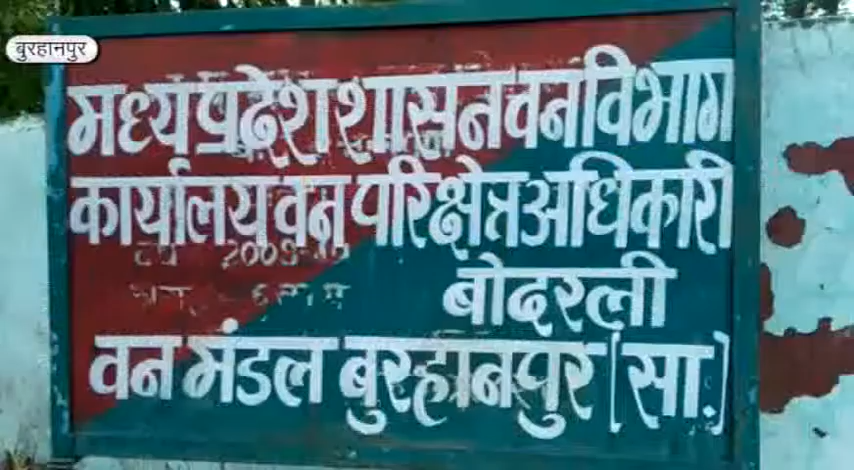 बुरहानपुर
मध्यप्रदेश शासन वन विभाग
कार्यालय वन परिक्षेत्र अधिकारी
बोदरली
वन मंडल बुरहानपुर (सा.)